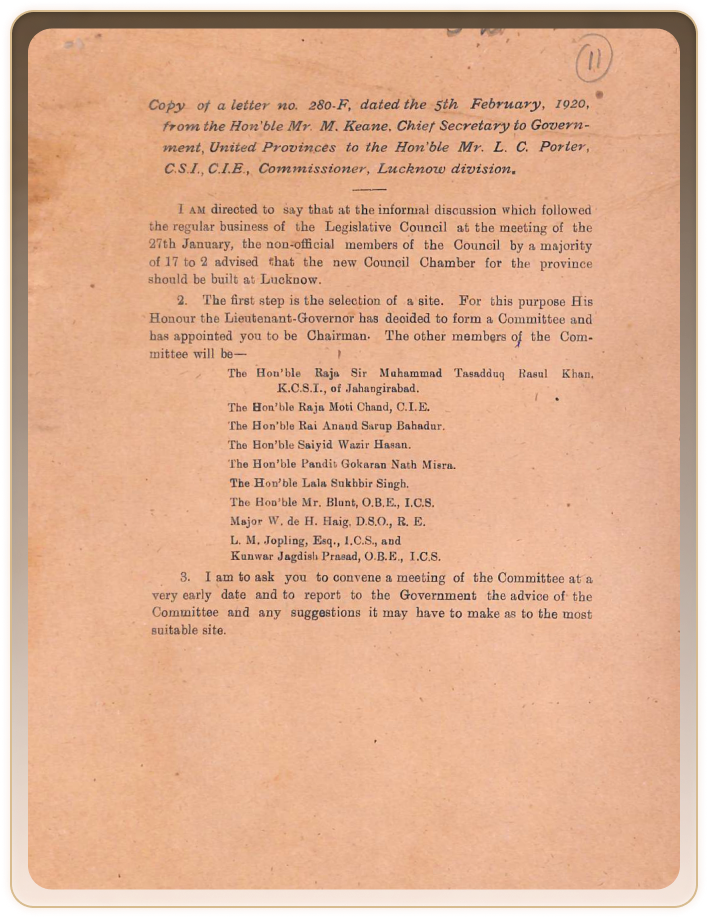 11
Copy of a letter no. 280-F, dated the 5th February, 1920,
from the Hon'ble Mr. M. Keane, Chief Secretary to Govern-
ment, United Provinces to the Hon'ble Mr. L. C. Porter,
C.S.I., C.I.E., Commissioner, Lucknow division.
I AM directed to say that at the informal discussion which followed
the regular business of the Legislative Council at the meeting of the
27th January, the non-official members of the Council by a majority
of 17 to 2 advised that the new Council Chamber for the province
should be built at Lucknow.
2. The first step is the selection of a site. For this purpose His
Honour the Lieutenant-Governor has decided to form a Committee and
has appointed you to be Chairman. The other members of the Com-
mittee will be—
The Hon'ble Raja Sir Muhammad Tasadduq Rasul Khan,
K.C.S.I., of Jahangirabad.
The Hon'ble Raja Moti Chand, C.I.E.
The Hon'ble Rai Anand Sarup Bahadur.
The Hon'ble Saiyid Wazir Hasan.
The Hon'ble Pandit Gokaran Nath Misra.
The Hon'ble Lala Sukhbir Singh.
The Hon'ble Mr. Blunt, O.B.E., I.C.S.
Major W. de H. Haig, D.S.O., R. E.
L. M. Jopling, Esq., I.C.S., and
Kunwar Jagdish Prasad, O.B.E., I.C.S.
3. I am to ask you to convene a meeting of the Committee at a
very early date and to report to the Government the advice of the
Committee and any suggestions it may have to make as to the most
suitable site.